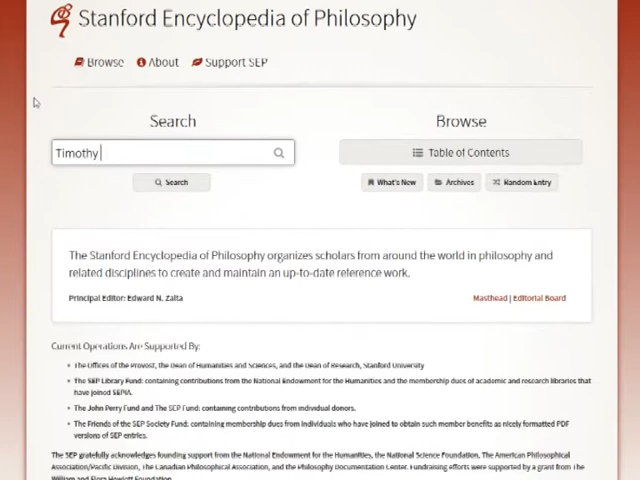 Stanford Encyclopedia of Philosophy
Browse About Support SEP
Search
Browse
Timothy
Table of Contents
Search
What's New Archives Random Entry
The Stanford Encyclopedia of Philosophy organizes scholars from around the world in philosophy and
related disciplines to create and maintain an up-to-date reference work.
Principal Editor: Edward N. Zalta
Masthead | Editorial Board
Current Operations Are Supported By:
The Offices of the Provost, the Dean of Humanities and Sciences, and the Dean of Research, Stanford University
The SEP Library Fund: containing contributions from the National Endowment for the Humanities and the membership dues of academic and research libraries that
have joined SEPIA.
The John Perry Fund and The SEP Fund: containing contributions from individual donors.
The Friends of the SEP Society Fund: containing membership dues from individuals who have joined to obtain such member benefits as nicely formatted PDF
versions of SEP entries.
The SEP gratefully acknowledges founding support from the National Endowment for the Humanities, the National Science Foundation, The American Philosophical
Association/Pacific Division, The Canadian Philosophical Association, and the Philosophy Documentation Center. Fundraising efforts were supported by a grant from The
William and Flora Hewlett Foundation.